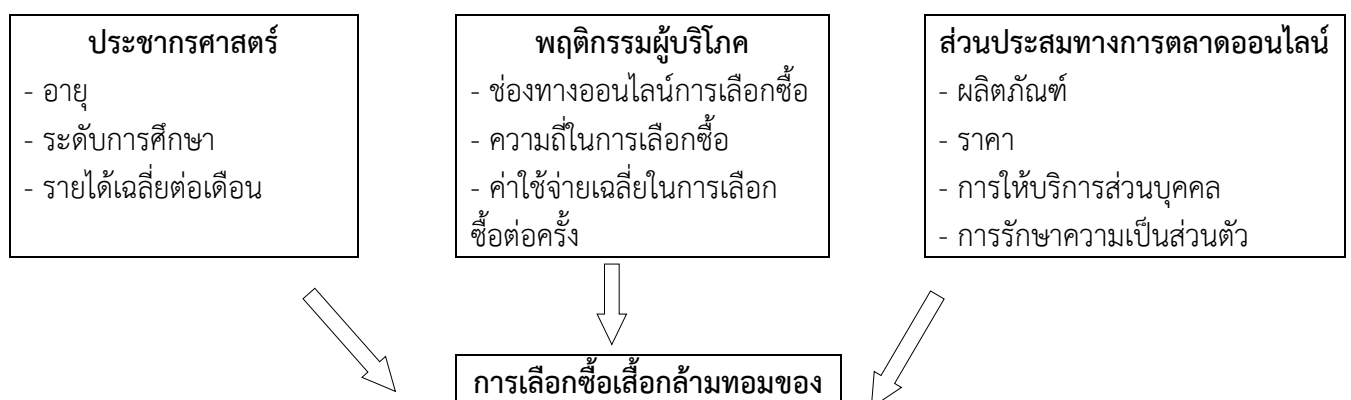 ประชากรศาสตร์
- อายุ
- ระดับการศึกษา
- รายได้เฉลี่ยต่อเดือน
พฤติกรรมผู้บริโภค
- ช่องทางออนไลน์การเลือกซื้อ
- ความถี่ในการเลือกซื้อ
- ค่าใช้จ่ายเฉลี่ยในการเลือก
ซื้อต่อครั้ง
ส่วนประสมทางการตลาดออนไลน์
- ผลิตภัณฑ์
- ราคา
- การให้บริการส่วนบุคคล
- การรักษาความเป็นส่วนตัว
การเลือกซื้อเสื้อกล้ามทอมของ